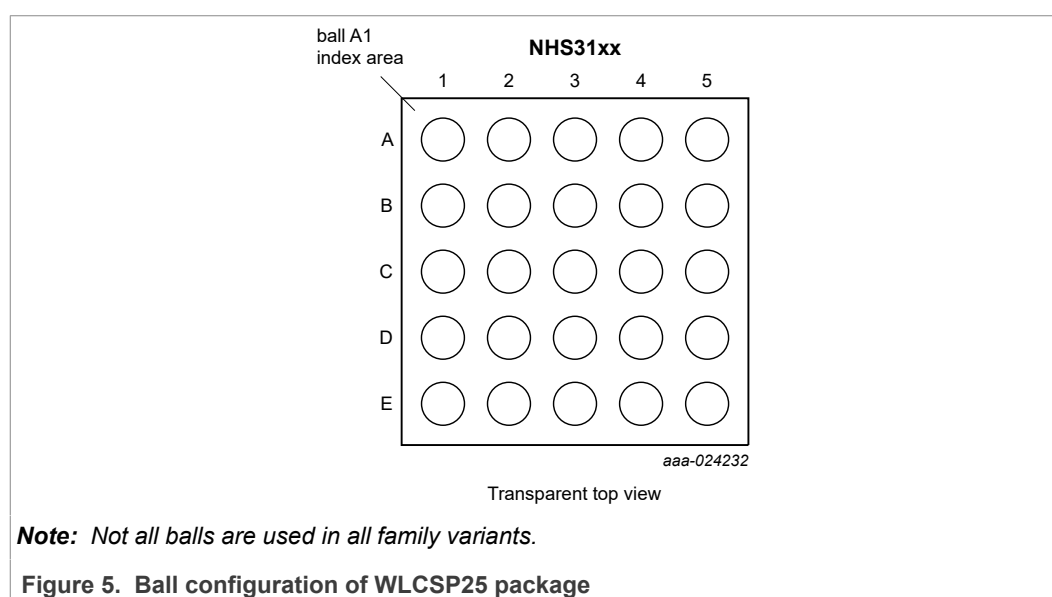 ball A1
index area
NHS31xx
1 2 3 4 5
A
B
C
D
E
aaa-024232
Transparent top view
Note: Not all balls are used in all family variants.
Figure 5. Ball configuration of WLCSP25 package